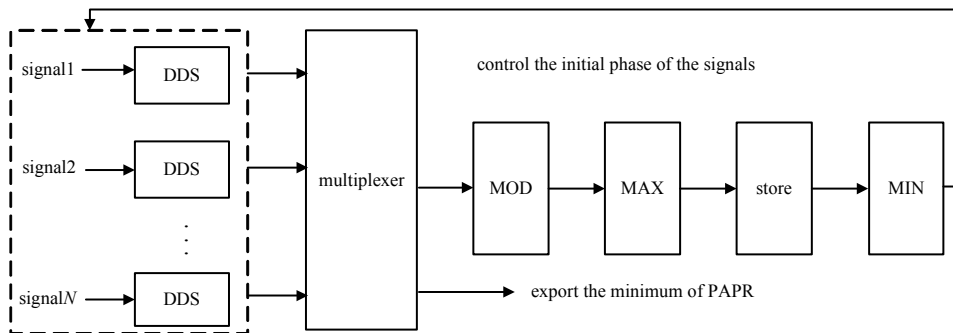 signal1
DDS
control the initial phase of the signals
signal2
DDS
multiplexer
MOD
MAX
store
MIN
signalN
DDS
export the minimum of PAPR